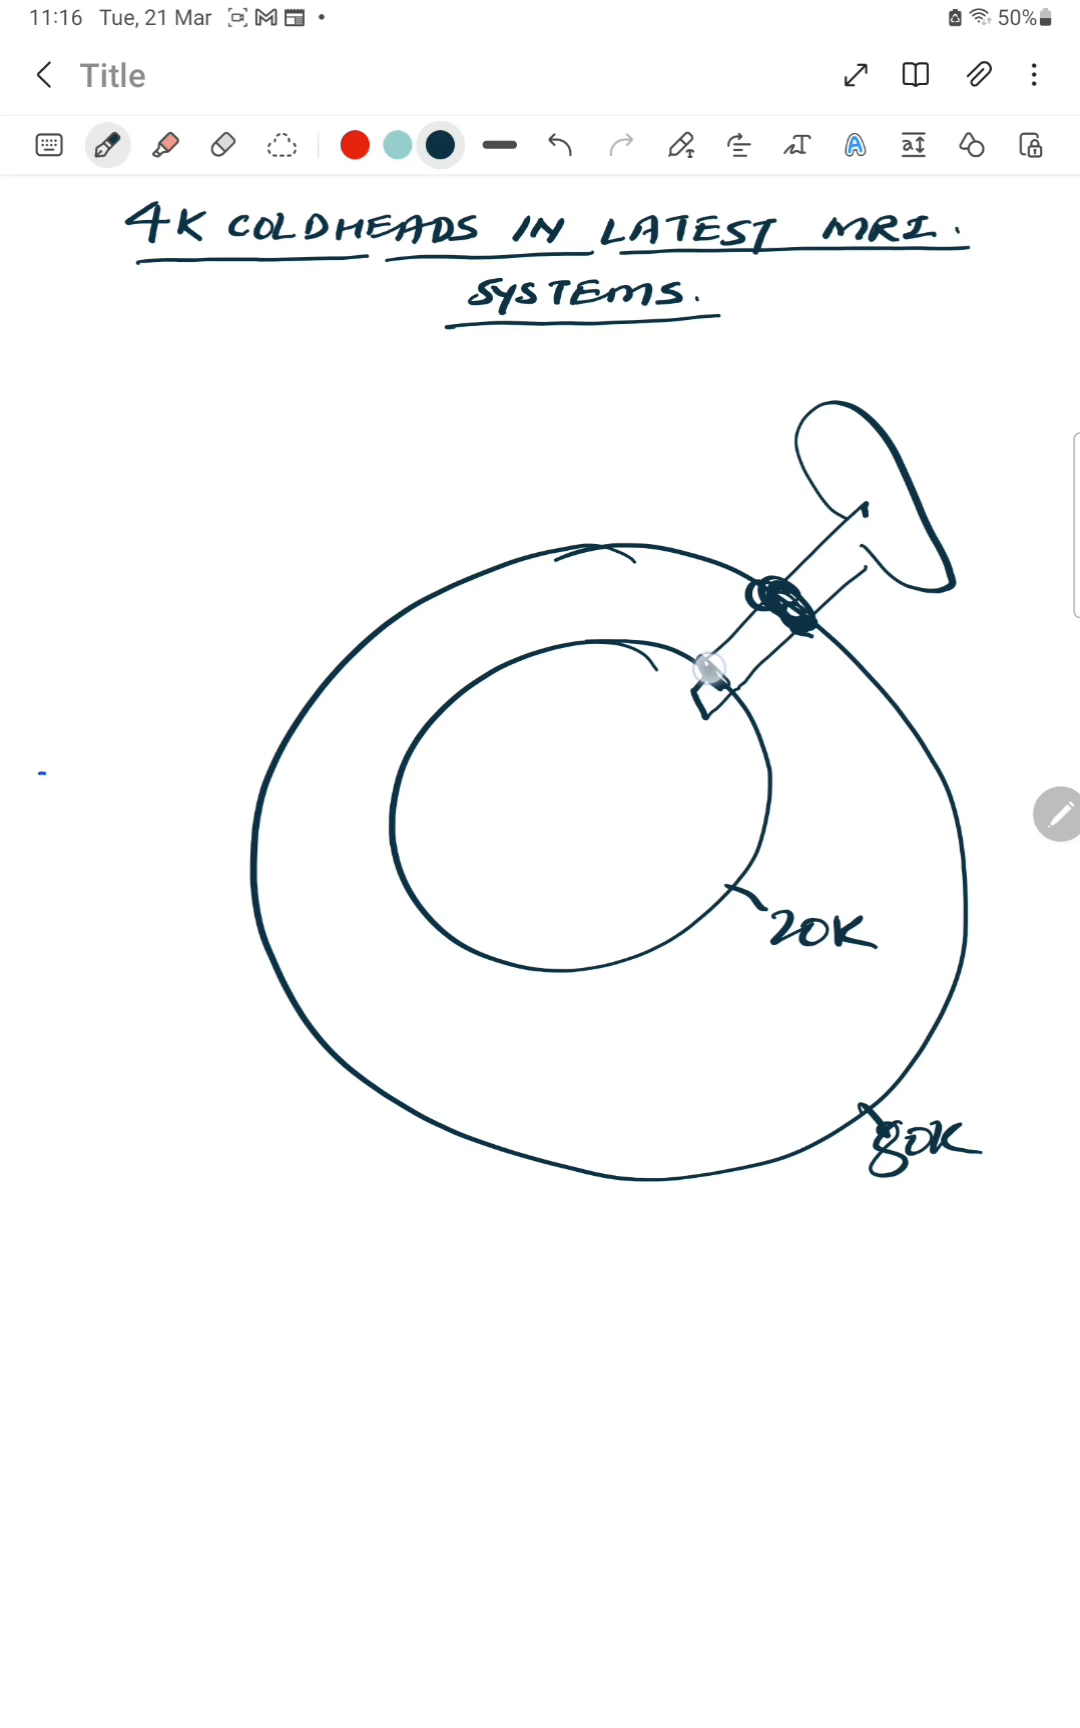 11:16 Tue, 21 Mar 50%
Title
4K COLDHEADS IN LATEST MRI.
SYSTEMS.
20K
80K